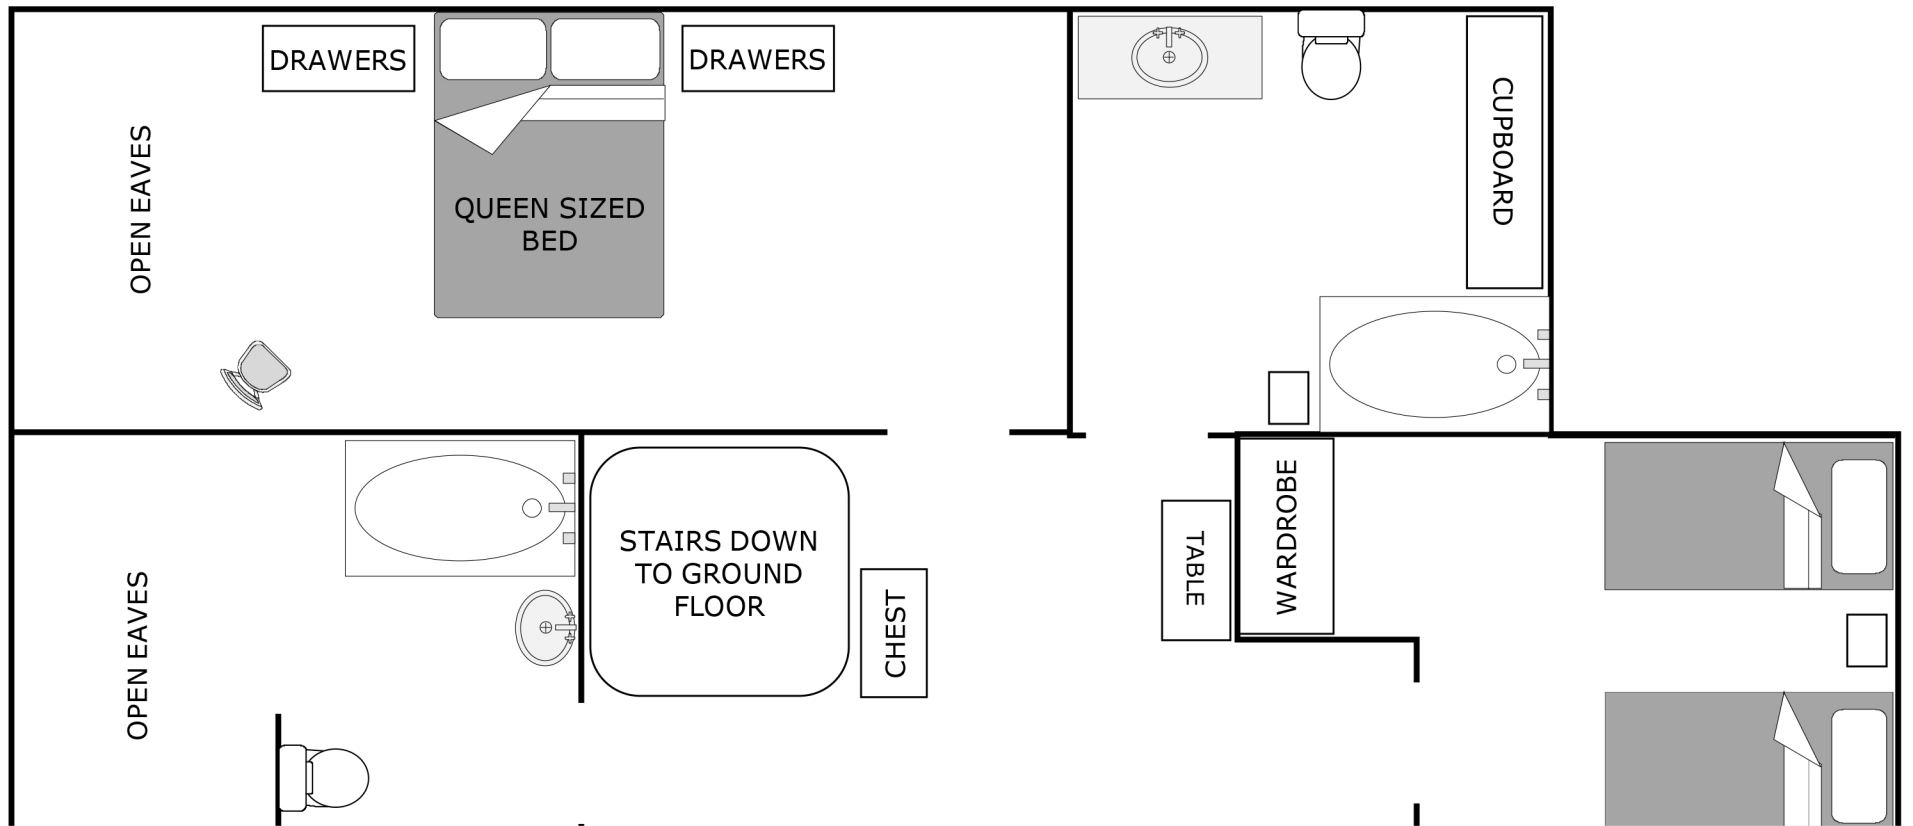 DRAWERS
DRAWERS
OPEN EAVES
QUEEN SIZED
BED
CUPBOARD
STAIRS DOWN
TO GROUND
FLOOR
CHEST
TABLE
WARDROBE
OPEN EAVES